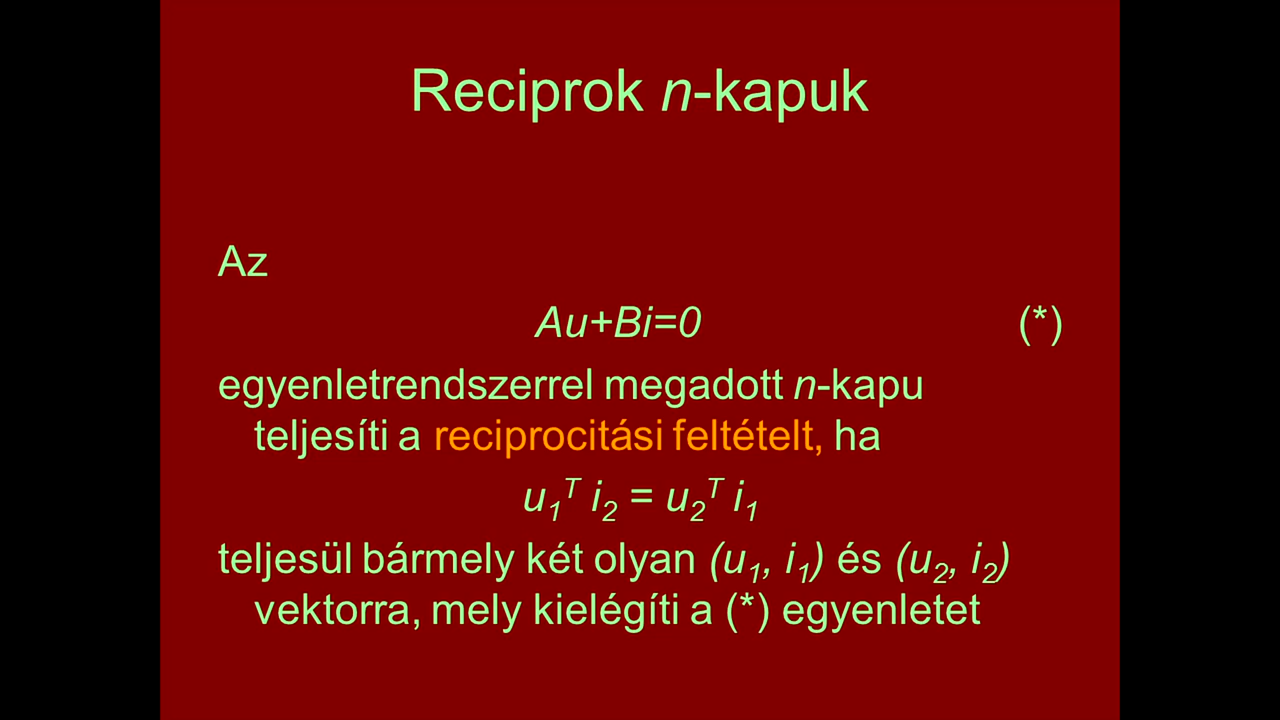 Reciprok n-kapuk
Az
Au+Bi=0 (*)
egyenletrendszerrel megadott n-kapu
teljesíti a reciprocitási feltételt, ha
u₁ᵀ i₂ = u₂ᵀ i₁
teljesül bármely két olyan (u₁, i₁) és (u₂, i₂)
vektorra, mely kielégíti a (*) egyenletet